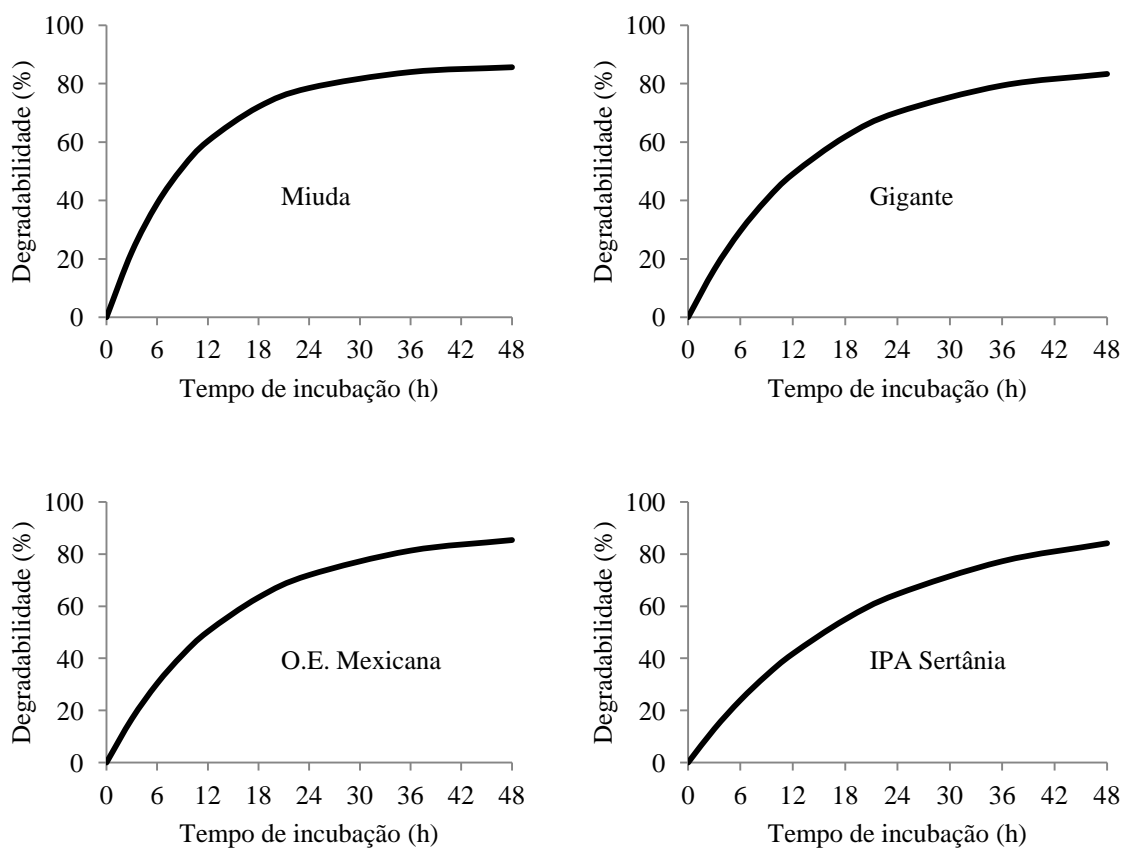 100
80
60
40
20
0
Degradabilidade (%)
Miuda
0 6 12 18 24 30 36 42 48
Tempo de incubação (h)
100
80
60
40
20
0
Degradabilidade (%)
Gigante
0 6 12 18 24 30 36 42 48
Tempo de incubação (h)
100
80
60
40
20
0
Degradabilidade (%)
O.E. Mexicana
0 6 12 18 24 30 36 42 48
Tempo de incubação (h)
100
80
60
40
20
0
Degradabilidade (%)
IPA Sertânia
0 6 12 18 24 30 36 42 48
Tempo de incubação (h)